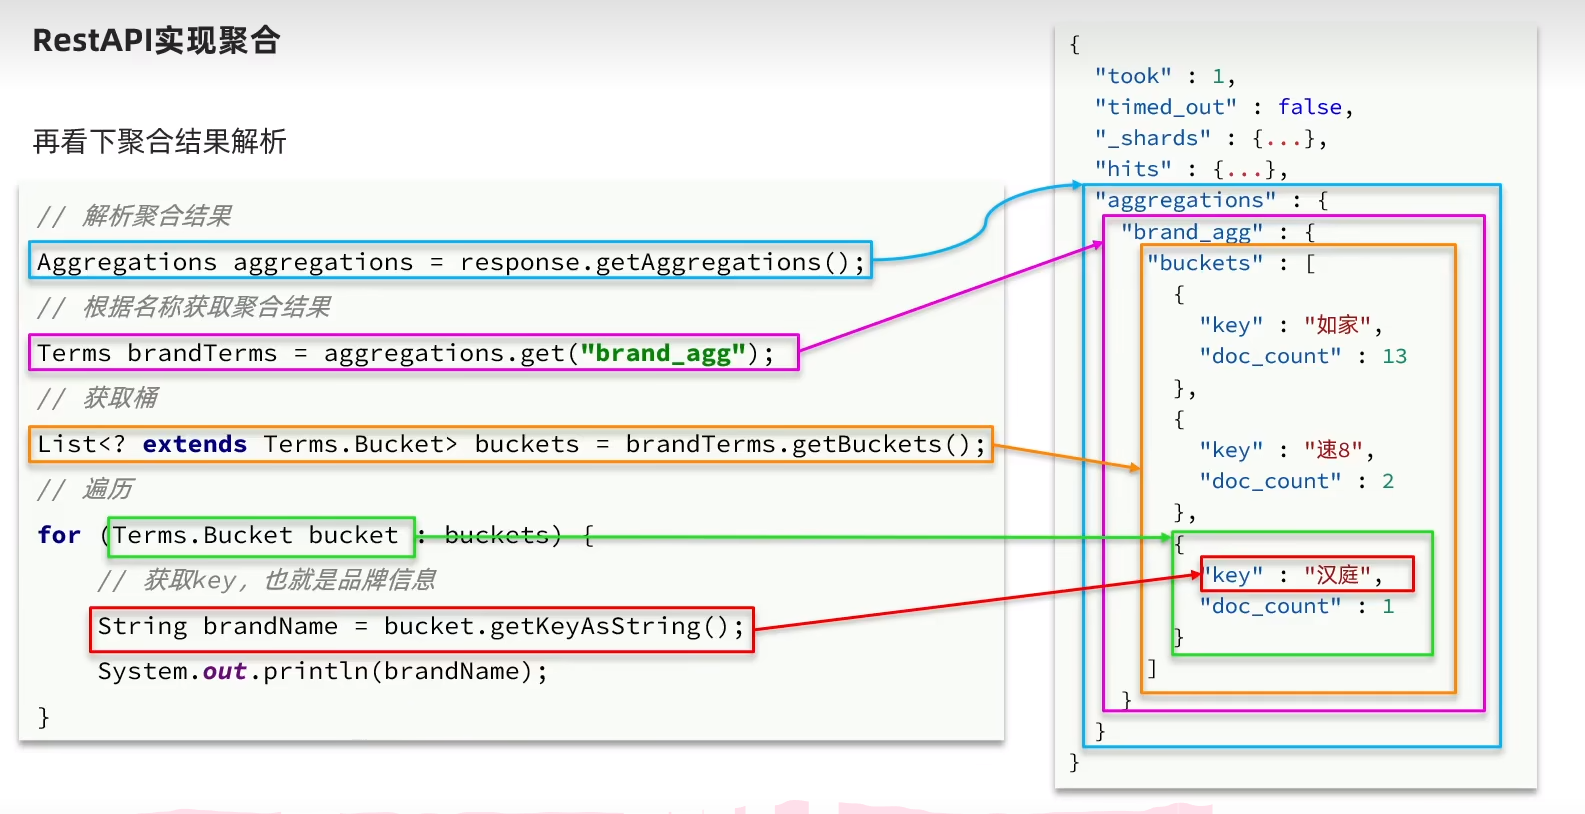 RestAPI实现聚合
再看下聚合结果解析
// 解析聚合结果
Aggregations aggregations = response.getAggregations();
// 根据名称获取聚合结果
Terms brandTerms = aggregations.get("brand_agg");
// 获取桶
List<? extends Terms.Bucket> buckets = brandTerms.getBuckets();
// 遍历
for (Terms.Bucket bucket : buckets) {
// 获取key，也就是品牌信息
String brandName = bucket.getKeyAsString();
System.out.println(brandName);
}
{
"took" : 1,
"timed_out" : false,
"_shards" : {...},
"hits" : {...},
"aggregations" : {
"brand_agg" : {
"buckets" : [
{
"key" : "如家",
"doc_count" : 13
},
{
"key" : "速8",
"doc_count" : 2
},
{
"key" : "汉庭",
"doc_count" : 1
}
]
}
}
}